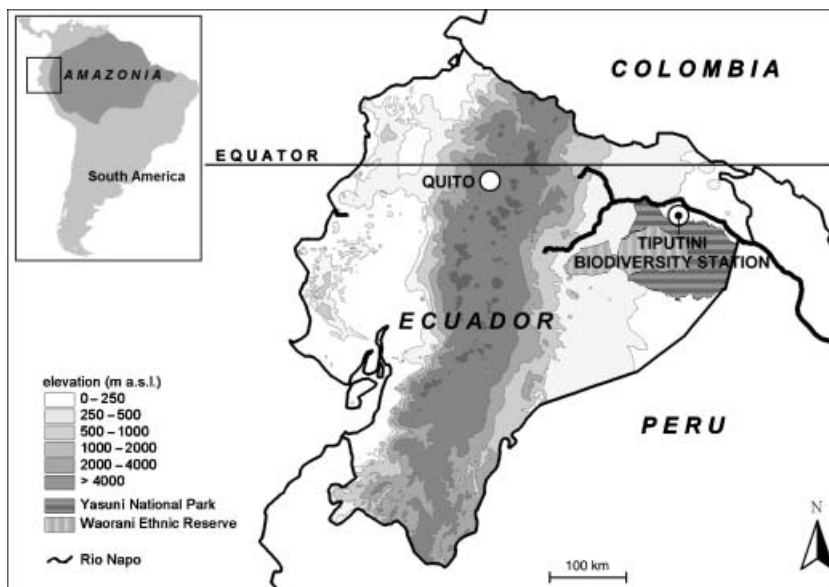 AMAZONIA
South America
COLOMBIA
EQUATOR
QUITO
TIPUTINI
BIODIVERSITY STATION
ECUADOR
PERU
elevation (m a.s.l.)
0–250
250–500
500–1000
1000–2000
2000–4000
> 4000
Yasuni National Park
Waorani Ethnic Reserve
Rio Napo
100 km
N